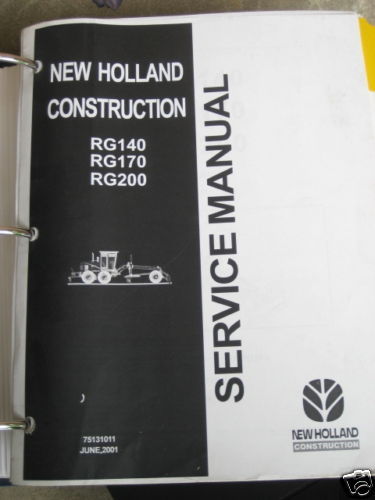 NEW HOLLAND
CONSTRUCTION
RG140
RG170
RG200
75131011
JUNE,2001
SERVICE MANUAL
NEW HOLLAND
CONSTRUCTION